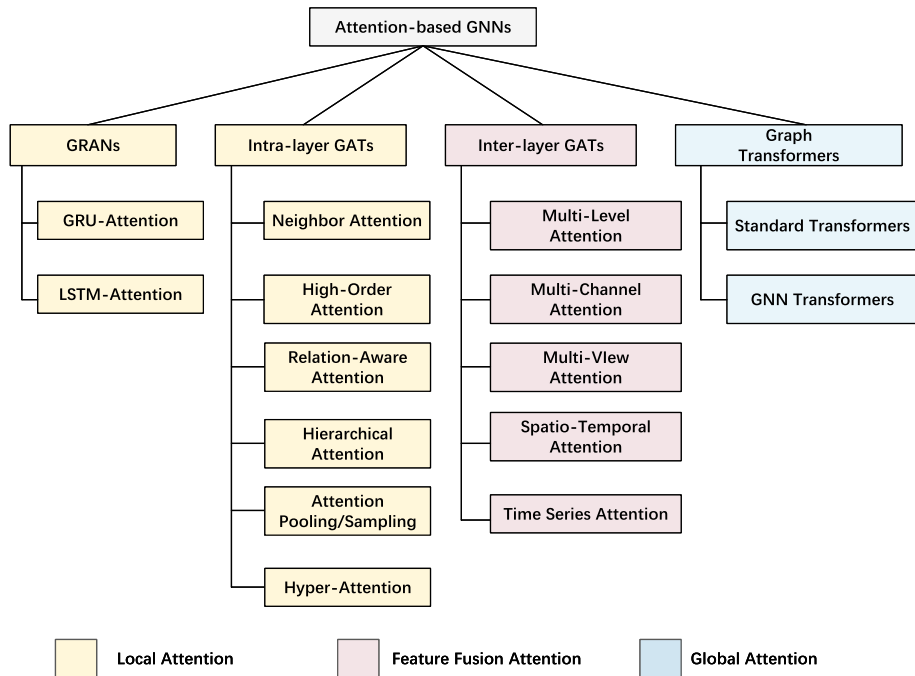 Attention-based GNNs
GRANs
GRU-Attention
LSTM-Attention
Intra-layer GATs
Neighbor Attention
High-Order
Attention
Relation-Aware
Attention
Hierarchical
Attention
Attention
Pooling/Sampling
Hyper-Attention
Inter-layer GATs
Multi-Level
Attention
Multi-Channel
Attention
Multi-VIew
Attention
Spatio-Temporal
Attention
Time Series Attention
Graph
Transformers
Standard Transformers
GNN Transformers
Local Attention
Feature Fusion Attention
Global Attention